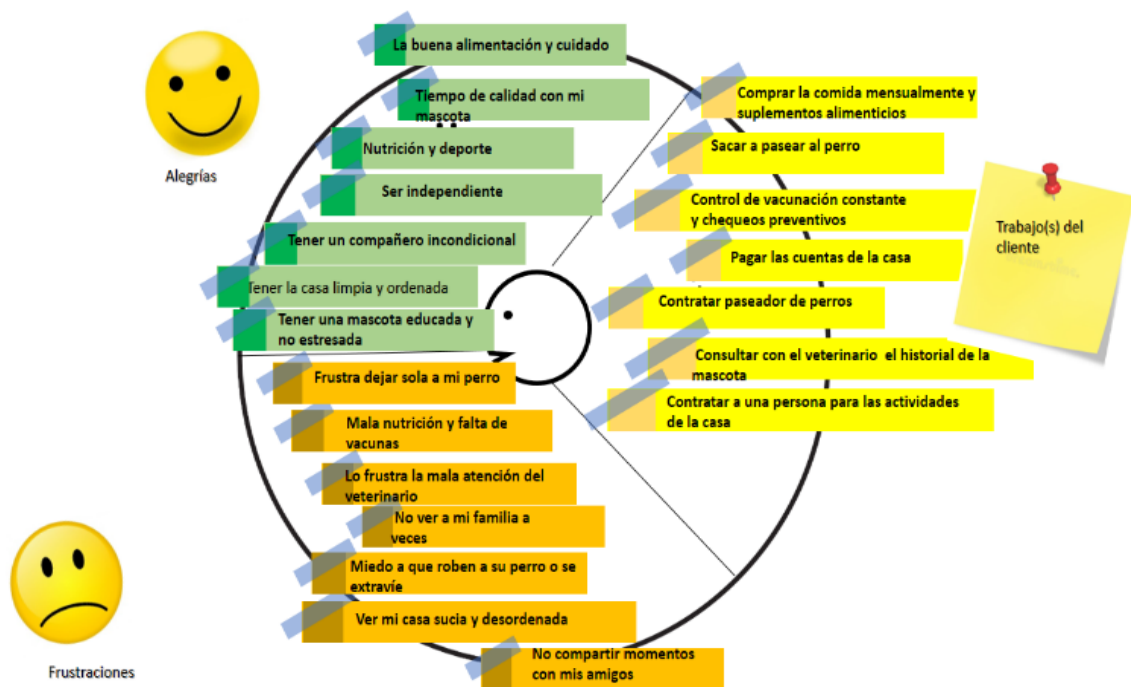 La buena alimentación y cuidado
Tiempo de calidad con mi
mascota
Nutrición y deporte
Ser independiente
Tener un compañero incondicional
Tener la casa limpia y ordenada
Tener una mascota educada y
no estresada
Alegrías
Comprar la comida mensualmente y
suplementos alimenticios
Sacar a pasear al perro
Control de vacunación constante
y chequeos preventivos
Pagar las cuentas de la casa
Contratar paseador de perros
Consultar con el veterinario el historial de la
mascota
Contratar a una persona para las actividades
de la casa
Trabajo(s) del
cliente
Frustra dejar sola a mi perro
Mala nutrición y falta de
vacunas
Lo frustra la mala atención del
veterinario
No ver a mi familia a
veces
Miedo a que roben a su perro o se
extravíe
Ver mi casa sucia y desordenada
No compartir momentos
con mis amigos
Frustraciones